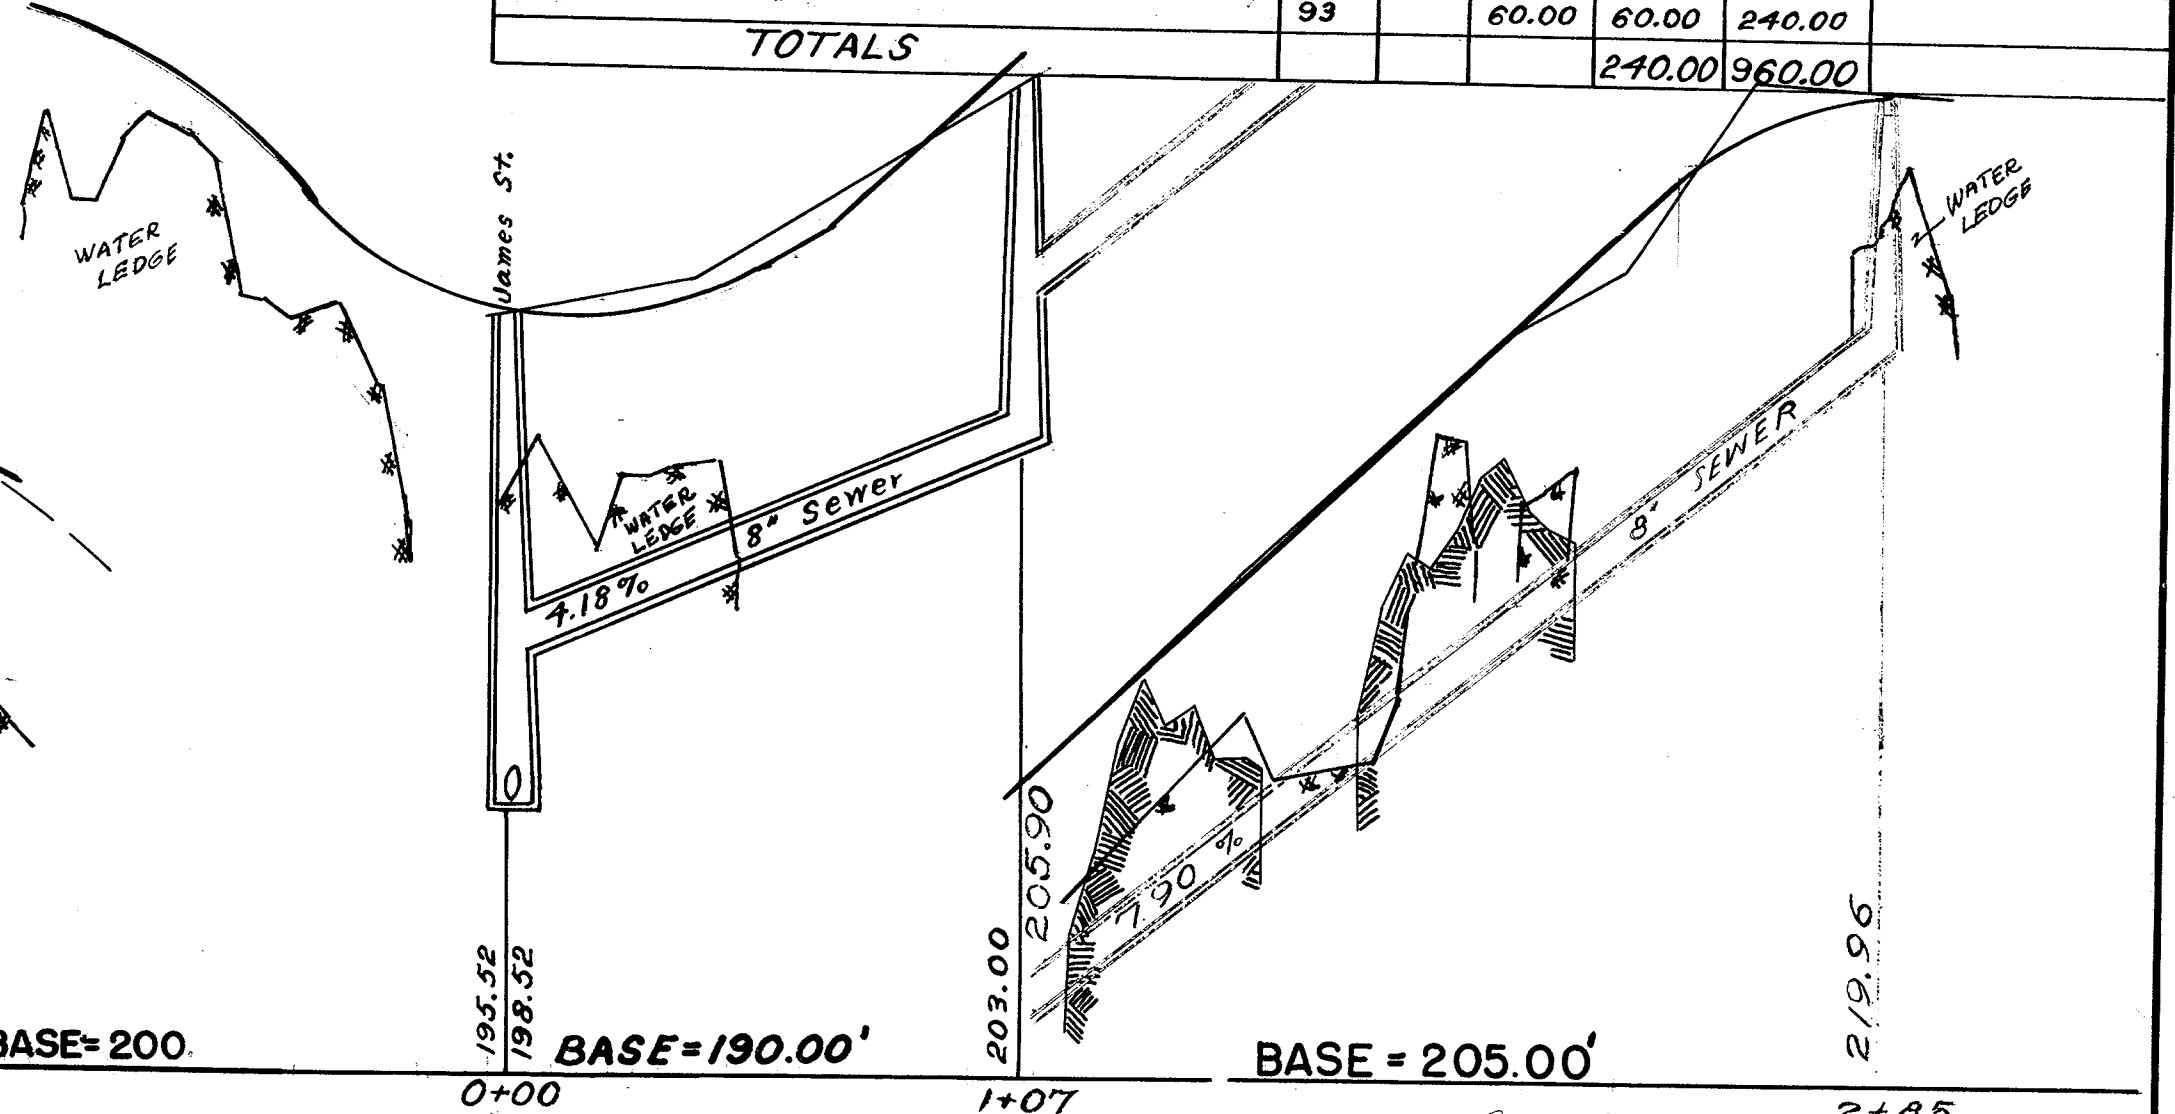 93 60.00 60.00 240.00
TOTALS 240.00 960.00
James St.
WATER
LEDGE
WATER
LEDGE
WATER
LEDGE
8" Sewer
4.18%
8" SEWER
7.90 %
195.52
198.52
203.00
205.90
219.96
BASE=200
BASE=190.00'
BASE = 205.00'
0+00
1+07
2+85